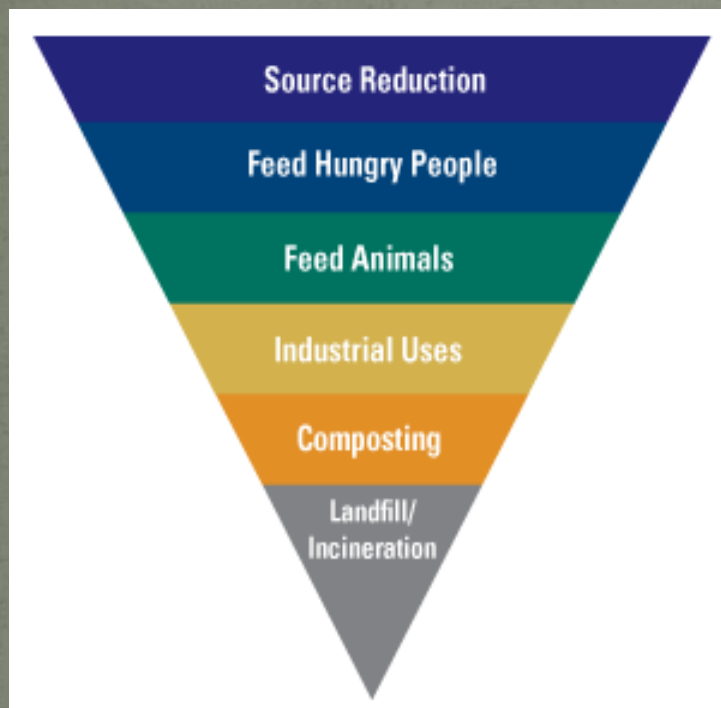 Source Reduction
Feed Hungry People
Feed Animals
Industrial Uses
Composting
Landfill/
Incineration